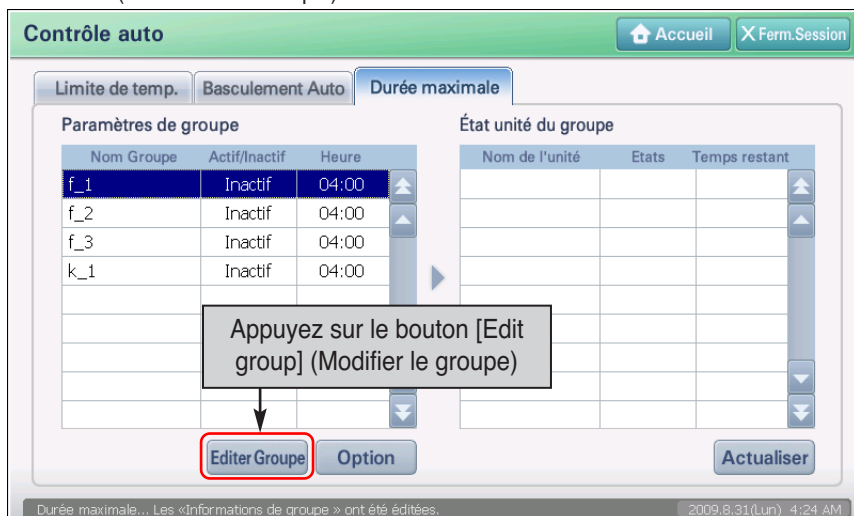 Contrôle auto
Accueil
X Ferm.Session
Limite de temp.
Basculement Auto
Durée maximale
Paramètres de groupe
État unité du groupe
Nom Groupe Actif/Inactif Heure
Nom de l'unité Etats Temps restant
f_1 Inactif 04:00
f_2 Inactif 04:00
f_3 Inactif 04:00
k_1 Inactif 04:00
Appuyez sur le bouton [Edit
group] (Modifier le groupe)
Editer Groupe
Option
Actualiser
Durée maximale... Les «Informations de groupe » ont été éditées.
2009.8.31(Lun) 4:24 AM